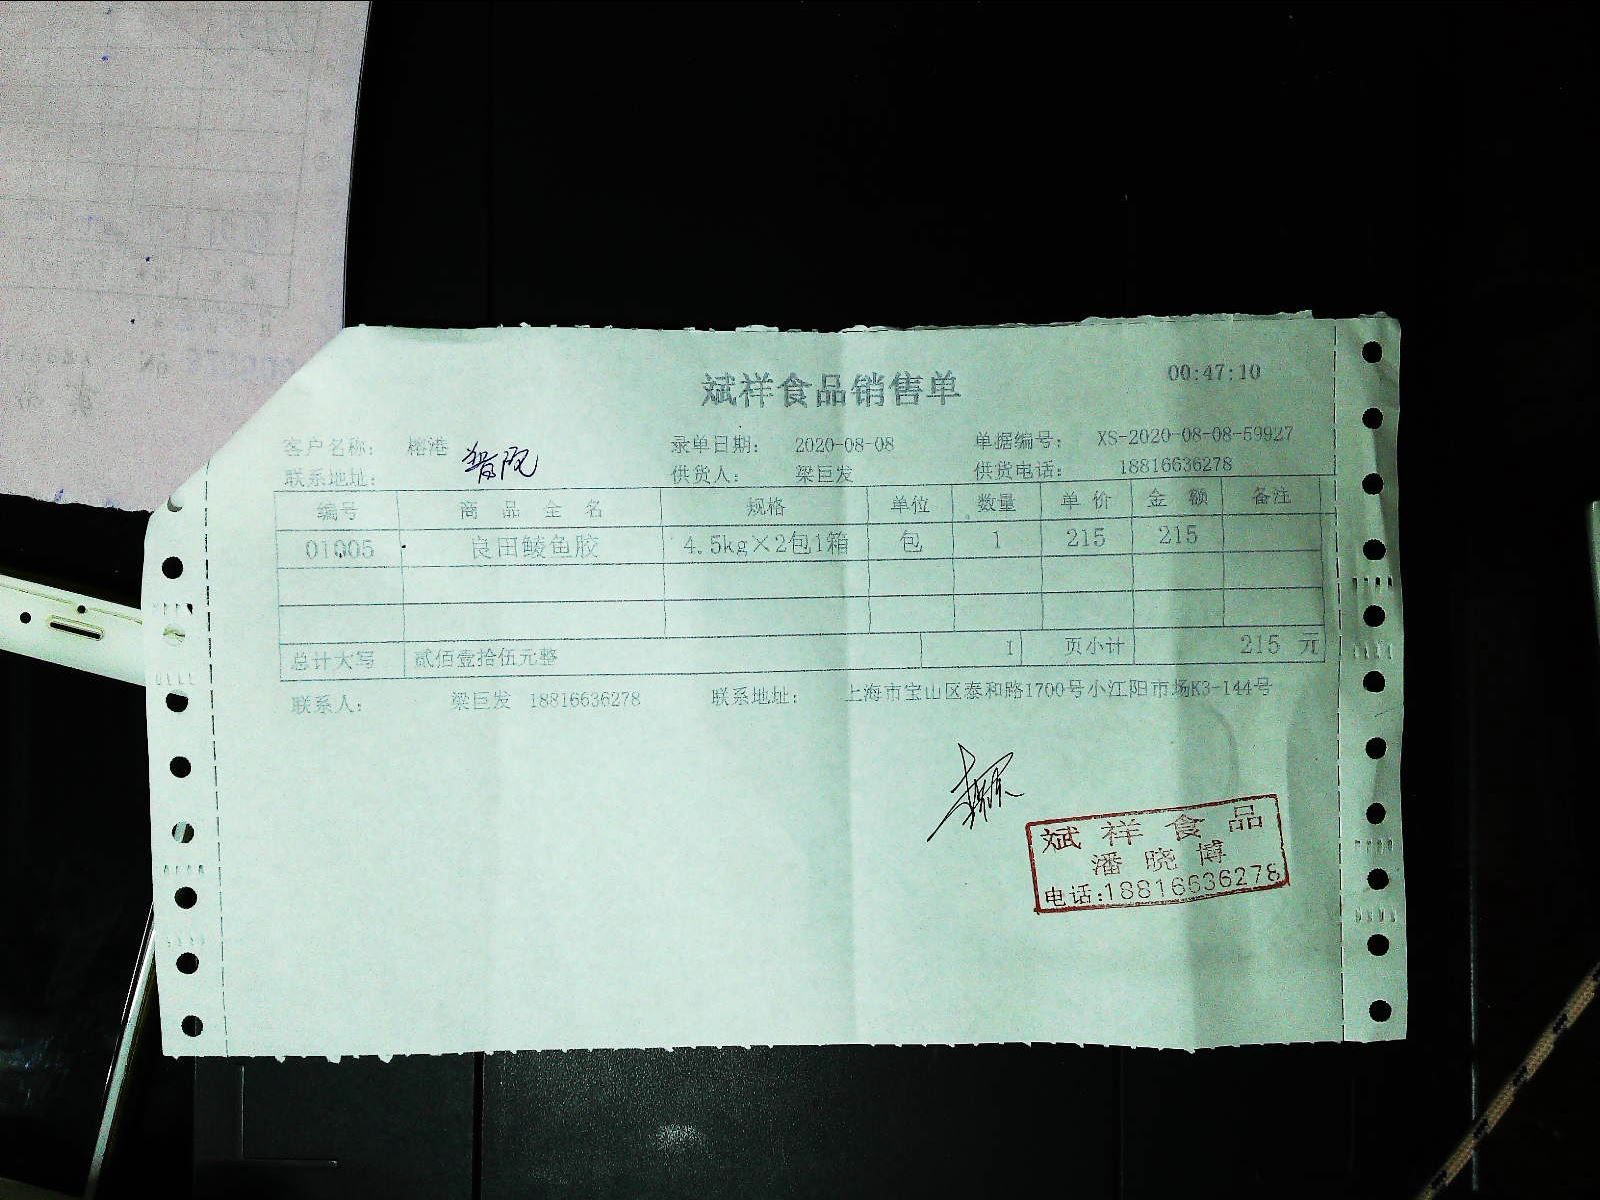 00:47:10
斌祥食品销售单
客户名称: 榕港 录单日期: 2020-08-08 单据编号: XS-2020-08-08-59927
联系地址: 供货人: 梁巨发 供货电话: 18816636278
编号 商品全名 规格 单位 数量 单价 金额 备注
01005 良田鲮鱼胶 4.5kg×2包1箱 包 1 215 215
总计大写 贰佰壹拾伍元整 1 页小计 215 元
联系人: 梁巨发 18816636278 联系地址: 上海市宝山区泰和路1700号小江阳市场K3-144号
斌祥食品
潘晓博
电话:18816636278